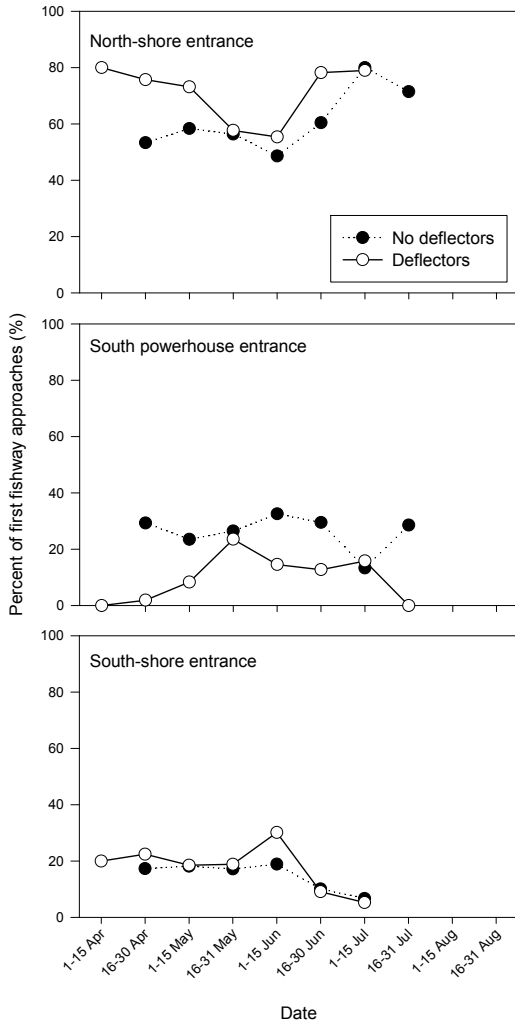 100
North-shore entrance
80
60
40
20
0
No deflectors
Deflectors
Percent of first fishway approaches (%)
100
South powerhouse entrance
80
60
40
20
0
100
South-shore entrance
80
60
40
20
0
1-15 Apr
16-30 Apr
1-15 May
16-31 May
1-15 Jun
16-30 Jun
1-15 Jul
16-31 Jul
1-15 Aug
16-31 Aug
Date